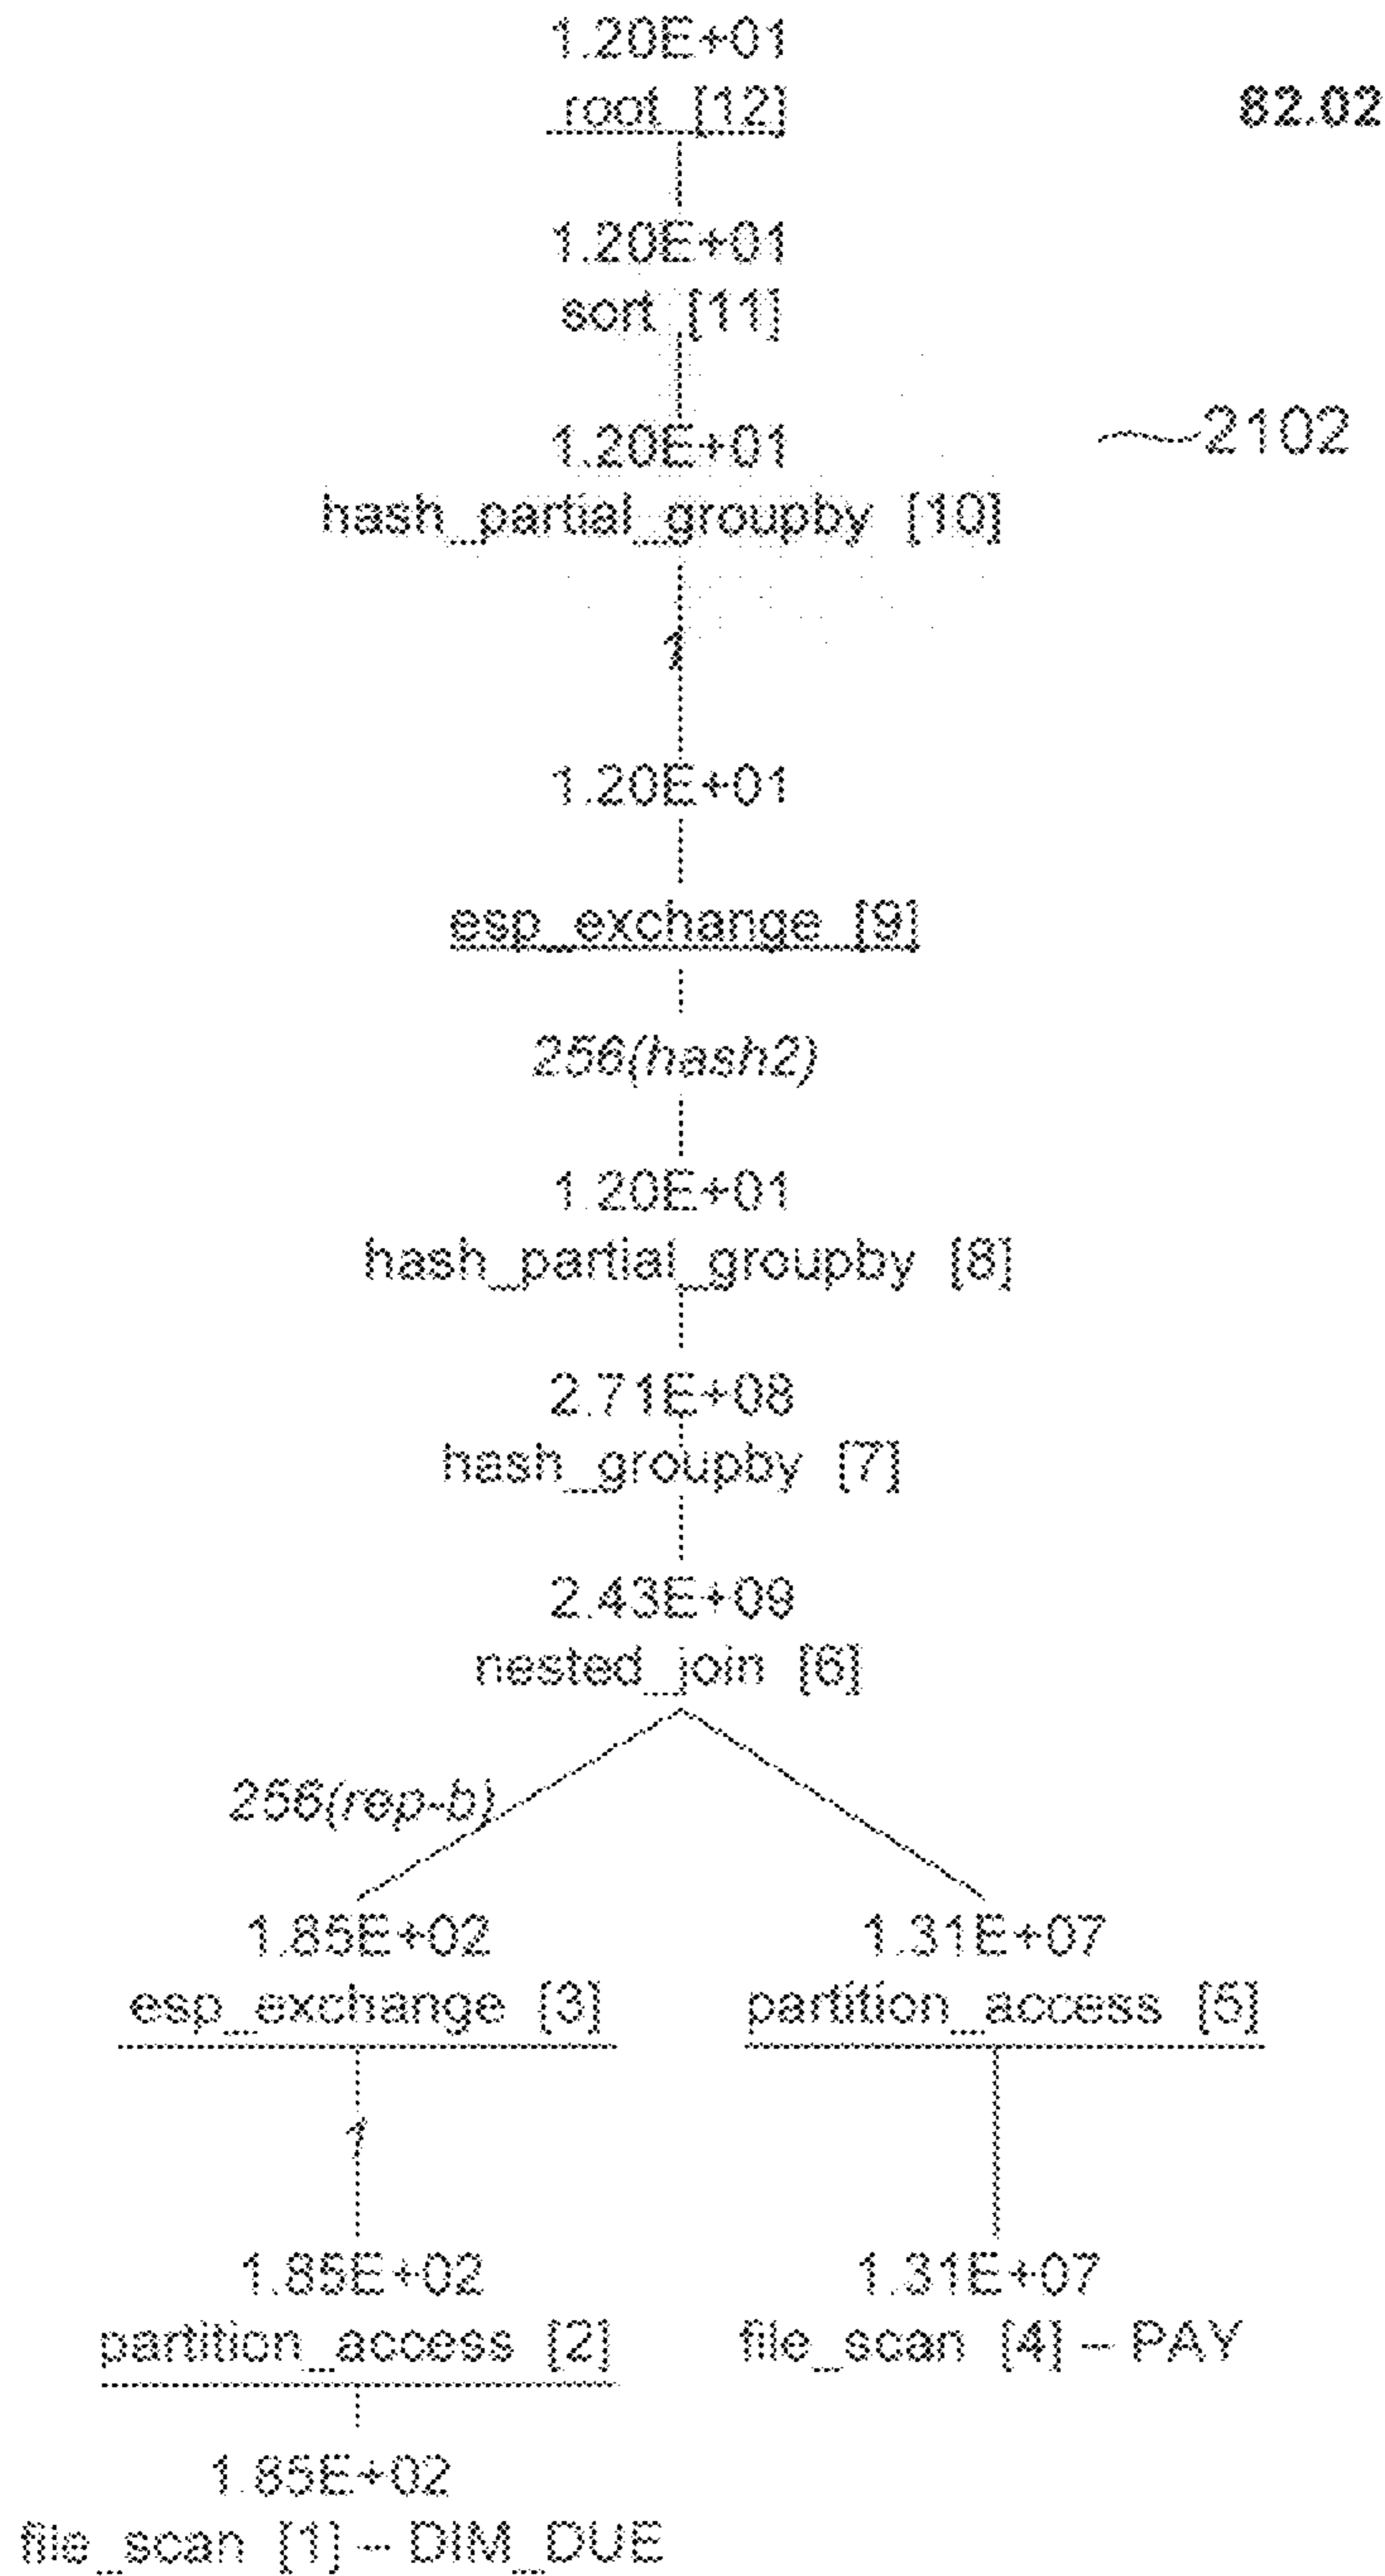 1.20E+01
root [12]
82.02
1.20E+01
sort [11]
1.20E+01
2102
hash_partial_groupby [10]
1
1.20E+01
esp_exchange [9]
256(hash2)
1.20E+01
hash_partial_groupby [8]
2.71E+08
hash_groupby [7]
2.43E+09
nested_join [6]
256(rep-b)
1.85E+02 1.31E+07
esp_exchange [3] partition_access [5]
1
1.85E+02 1.31E+07
partition_access [2] file_scan [4] – PAY
1.85E+02
file_scan [1] – DIM_DUE